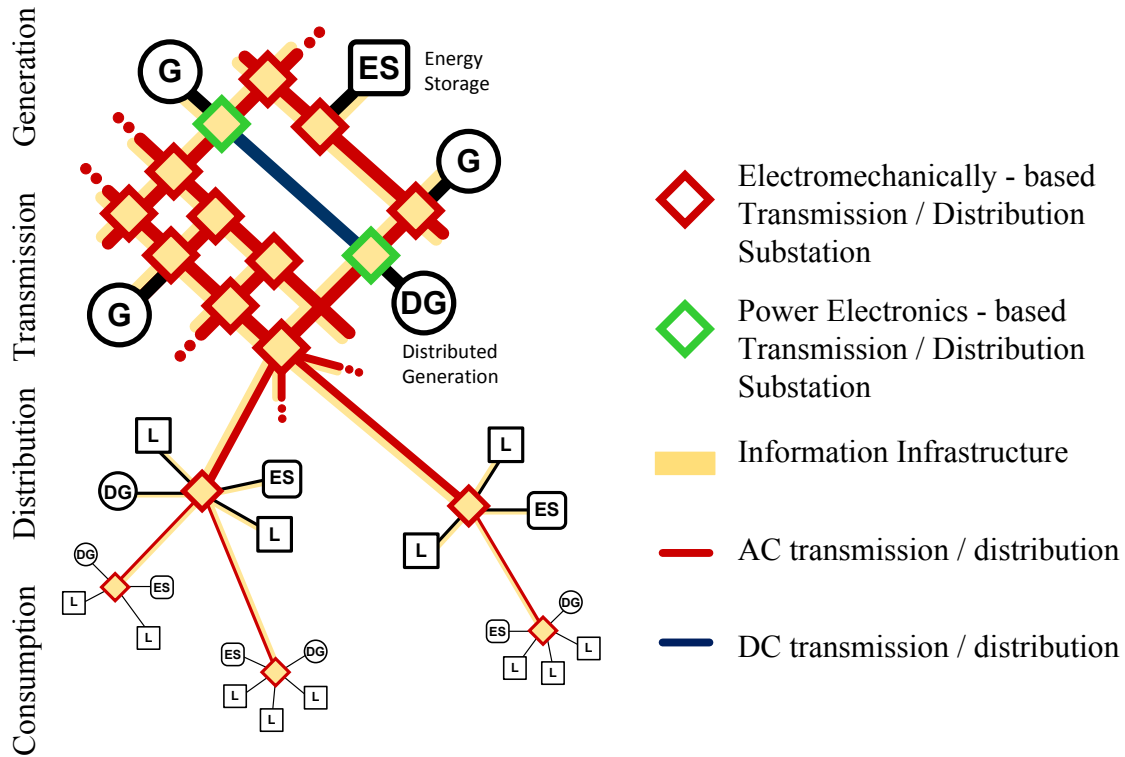 Generation
Transmission
Distribution
Consumption
G
ES
Energy
Storage
G
G
DG
Distributed
Generation
L
DG
ES
L
L
ES
L
DG
ES
L
L
ES
DG
L
L
L
DG
ES
L
L
L
Electromechanically - based
Transmission / Distribution
Substation
Power Electronics - based
Transmission / Distribution
Substation
Information Infrastructure
AC transmission / distribution
DC transmission / distribution